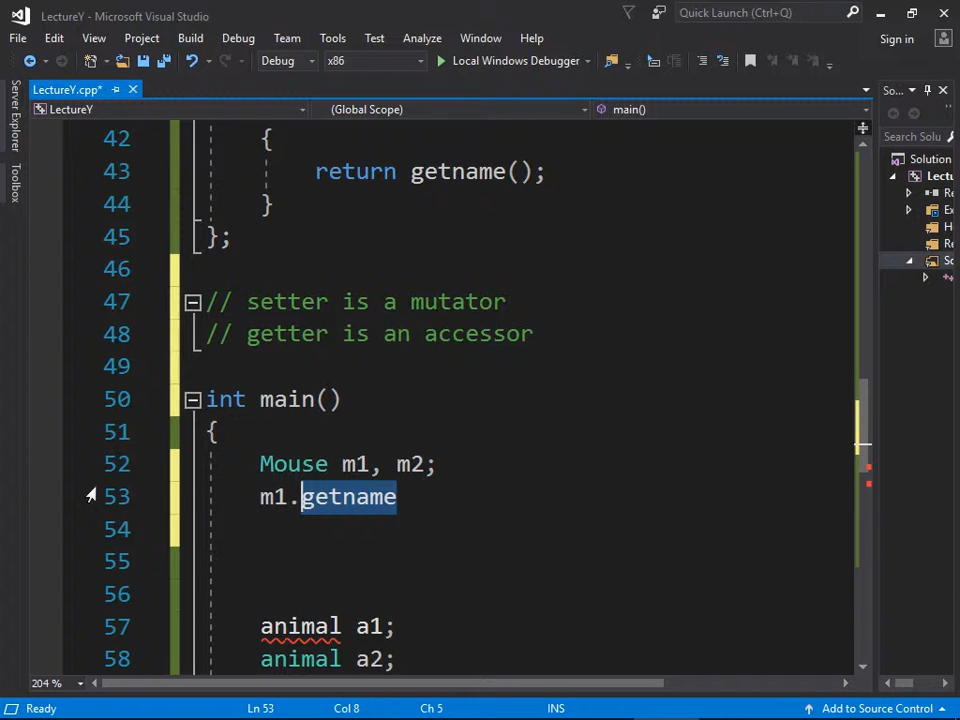 LectureY - Microsoft Visual Studio
Quick Launch (Ctrl+Q)
File Edit View Project Build Debug Team Tools Test Analyze Window Help
Sign in
Debug x86 Local Windows Debugger
LectureY.cpp*
LectureY (Global Scope) main()
Server Explorer
Toolbox
42 {
43 return getname();
44 }
45 };
46
47 // setter is a mutator
48 // getter is an accessor
49
50 int main()
51 {
52 Mouse m1, m2;
53 m1.getname
54
55
56
57 animal a1;
58 animal a2;
So...
Search Solu
Solution
Lectu
Re
Ex
He
Re
So
204 %
Ready Ln 53 Col 8 Ch 5 INS Add to Source Control